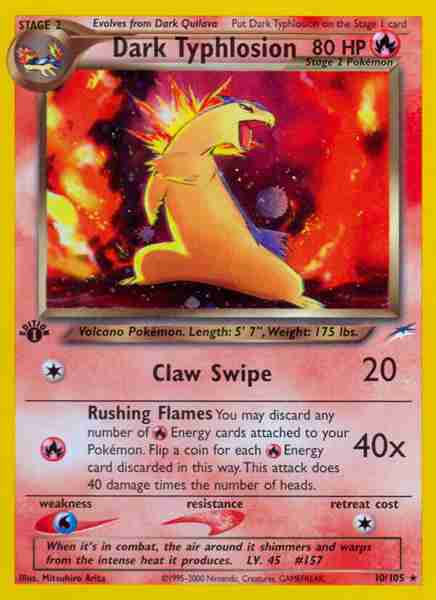 STAGE 2 Evolves from Dark Quilava Put Dark Typhlosion on the Stage 1 card
Dark Typhlosion 80 HP
Stage 2 Pokémon
EDITION 1
Volcano Pokémon. Length: 5' 7", Weight: 175 lbs.
Claw Swipe 20
Rushing Flames You may discard any
number of Energy cards attached to your
Pokémon. Flip a coin for each Energy
card discarded in this way. This attack does
40 damage times the number of heads.
40x
weakness resistance retreat cost
When it's in combat, the air around it shimmers and warps
from the intense heat it produces. LV. 45 #157
Illus. Mitsuhiro Arita ©1995-2000 Nintendo, Creatures, GAMEFREAK. 10/105 ★